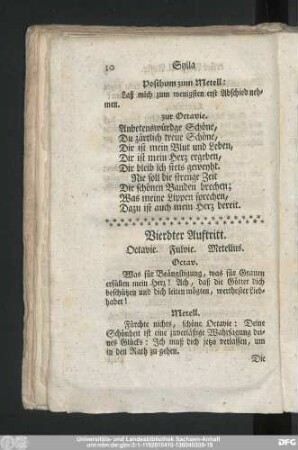 10 Sylla
Posthum zum Metell:
Laß mich zum wenigsten erst Abschied neh-
men.
zur Octavie.
Anbetenswürdge Schöne,
Du zärtlich treue Schöne,
Dir ist mein Blut und Leben,
Dir ist mein Herz ergeben,
Dir bleib ich stets geweyht.
Nie soll die strenge Zeit
Die schönen Banden brechen;
Was meine Lippen sprechen,
Dazu ist auch mein Herz bereit.
Vierdter Auftritt.
Octavie. Fulvie. Metellus.
Octav.
Was für Beängstigung, was für Gramm
erfüllen mein Herz! Ach, daß die Götter dich
beschützen und dich leiten mögten, werthester Lieb-
haber!
Metell.
Fürchte nichts, schöne Octavie: Deine
Schönheit ist eine zuverläßige Wahrsagung dei-
nes Glücks: Ich muß dich jetzo verlassen, um
in den Rath zu gehen.
Die
Universitäts- und Landesbibliothek Sachsen-Anhalt